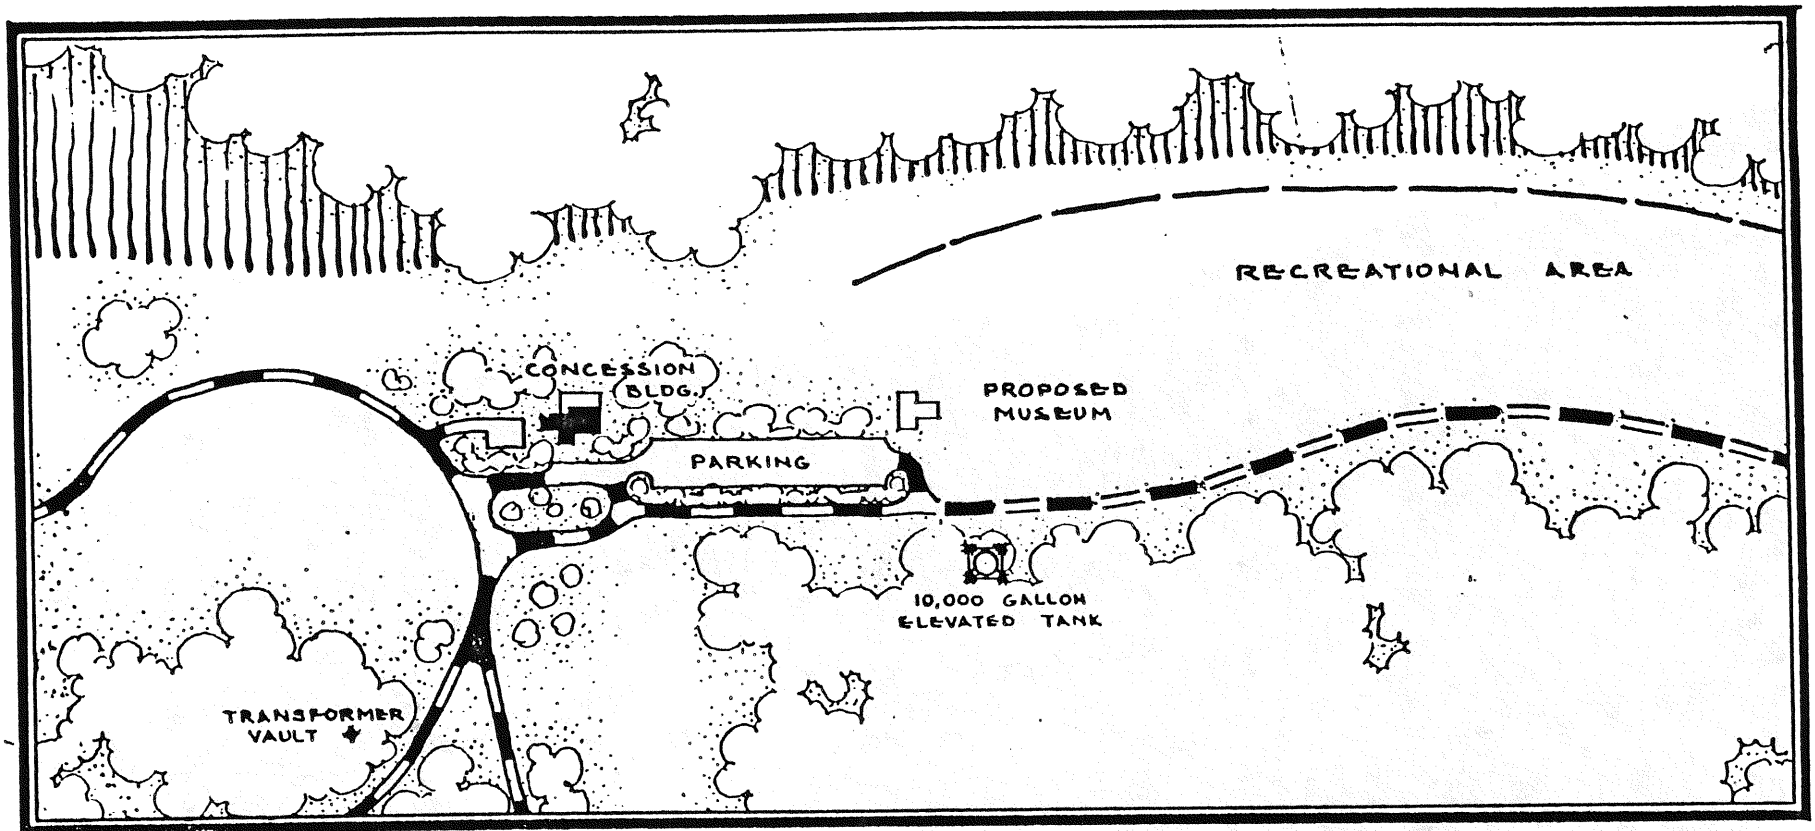 RECREATIONAL AREA
CONCESSION
BLDG.
PROPOSED
MUSEUM
PARKING
10,000 GALLON
ELEVATED TANK
TRANSFORMER
VAULT